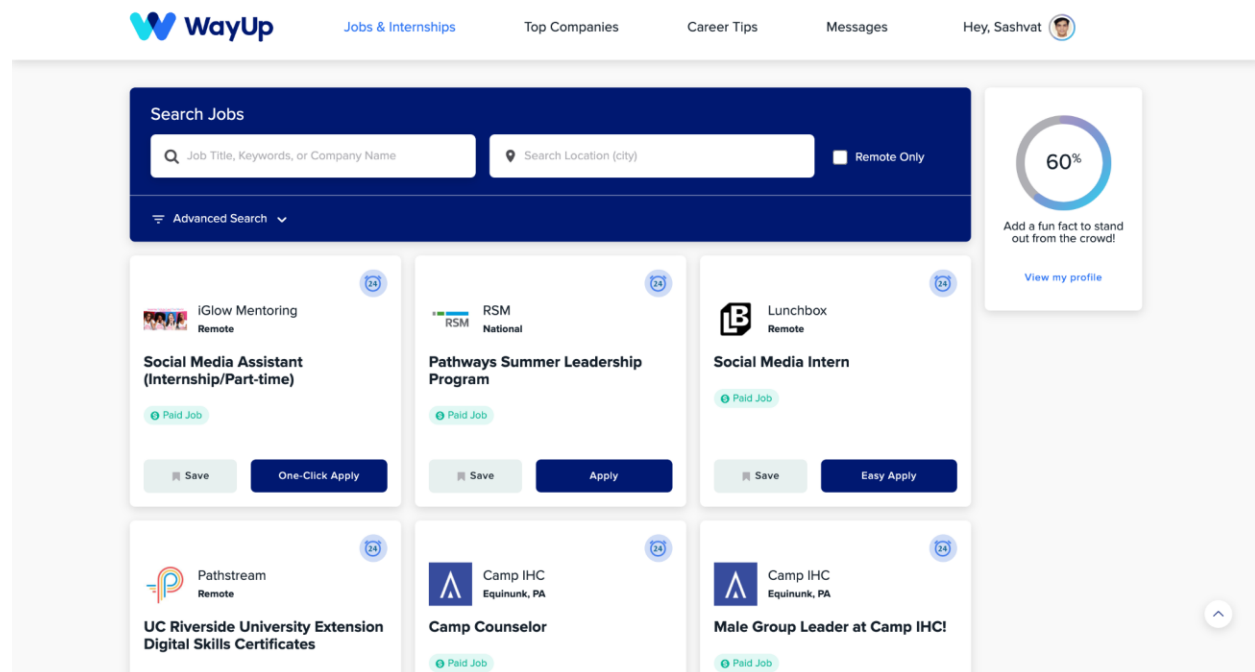 WayUp
Jobs & Internships
Top Companies
Career Tips
Messages
Hey, Sashvat
Search Jobs
Job Title, Keywords, or Company Name
Search Location (city)
Remote Only
Advanced Search
60%
Add a fun fact to stand
out from the crowd!
View my profile
24
iGlow Mentoring
Remote
Social Media Assistant
(Internship/Part-time)
Paid Job
Save
One-Click Apply
24
RSM
RSM
National
Pathways Summer Leadership
Program
Paid Job
Save
Apply
24
LB
Lunchbox
Remote
Social Media Intern
Paid Job
Save
Easy Apply
24
Pathstream
Remote
UC Riverside University Extension
Digital Skills Certificates
24
Camp IHC
Equinunk, PA
Camp Counselor
Paid Job
24
Camp IHC
Equinunk, PA
Male Group Leader at Camp IHC!
Paid Job